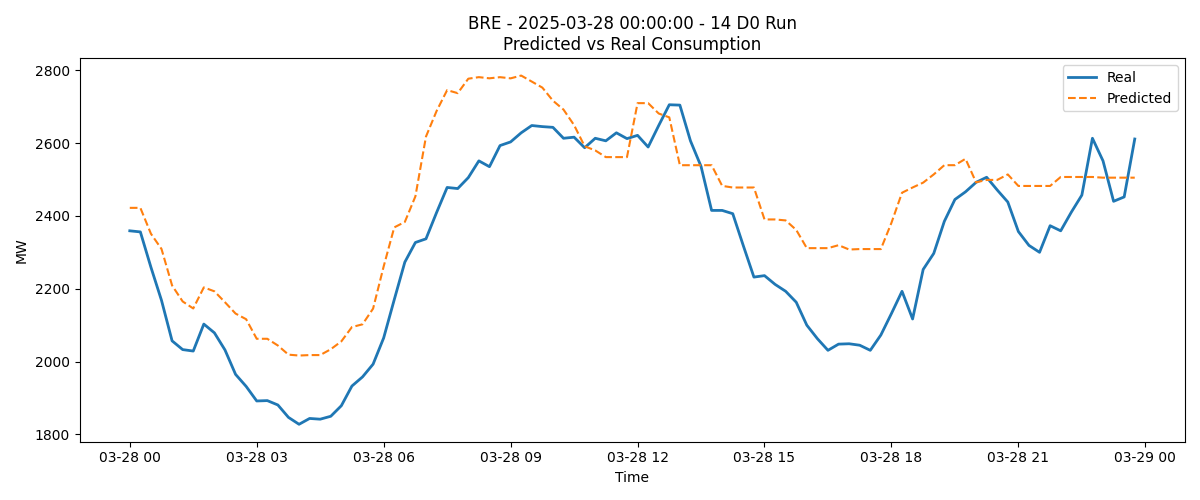 BRE - 2025-03-28 00:00:00 - 14 D0 Run
Predicted vs Real Consumption
Real
Predicted
MW
2800
2600
2400
2200
2000
1800
03-28 00
03-28 03
03-28 06
03-28 09
03-28 12
03-28 15
03-28 18
03-28 21
03-29 00
Time